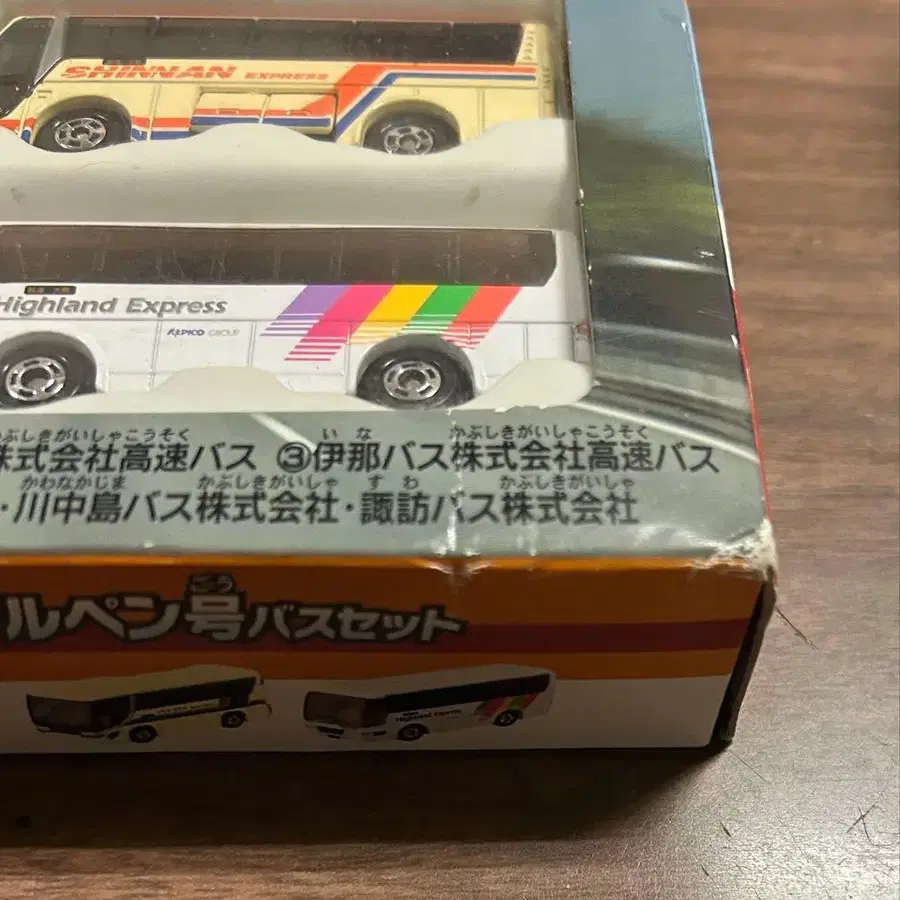 SHINNAN EXPRESS
Highland Express
ALPICO GROUP
ぶしきがいしゃこうそく いな かぶしきがいしゃこうそく
株式会社高速バス ③伊那バス株式会社高速バス
かわなかじま かぶしきがいしゃ すわ かぶしきがいしゃ
・川中島バス株式会社・諏訪バス株式会社
ごう
ルペン号バスセット
Highland Express